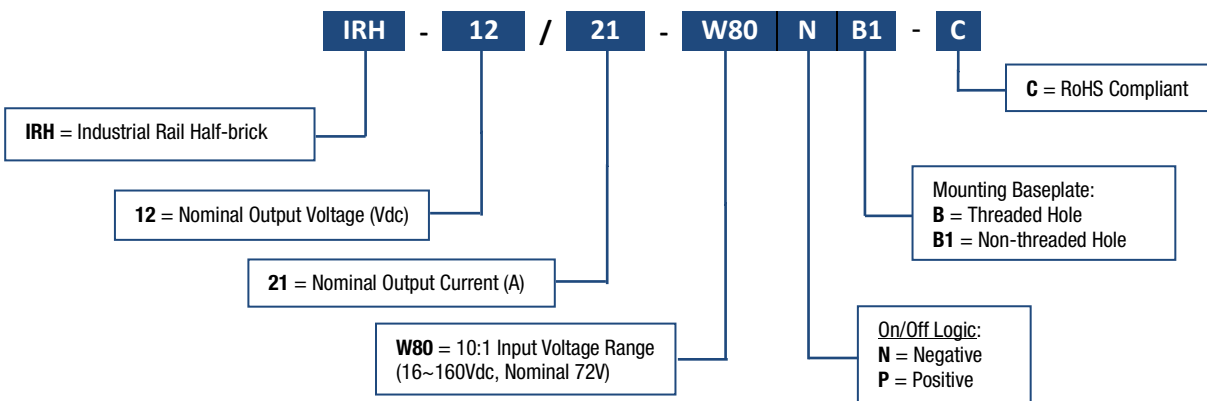 IRH - 12 / 21 - W80 N B1 - C
C = RoHS Compliant
IRH = Industrial Rail Half-brick
Mounting Baseplate:
B = Threaded Hole
B1 = Non-threaded Hole
12 = Nominal Output Voltage (Vdc)
21 = Nominal Output Current (A)
On/Off Logic:
N = Negative
P = Positive
W80 = 10:1 Input Voltage Range
(16~160Vdc, Nominal 72V)